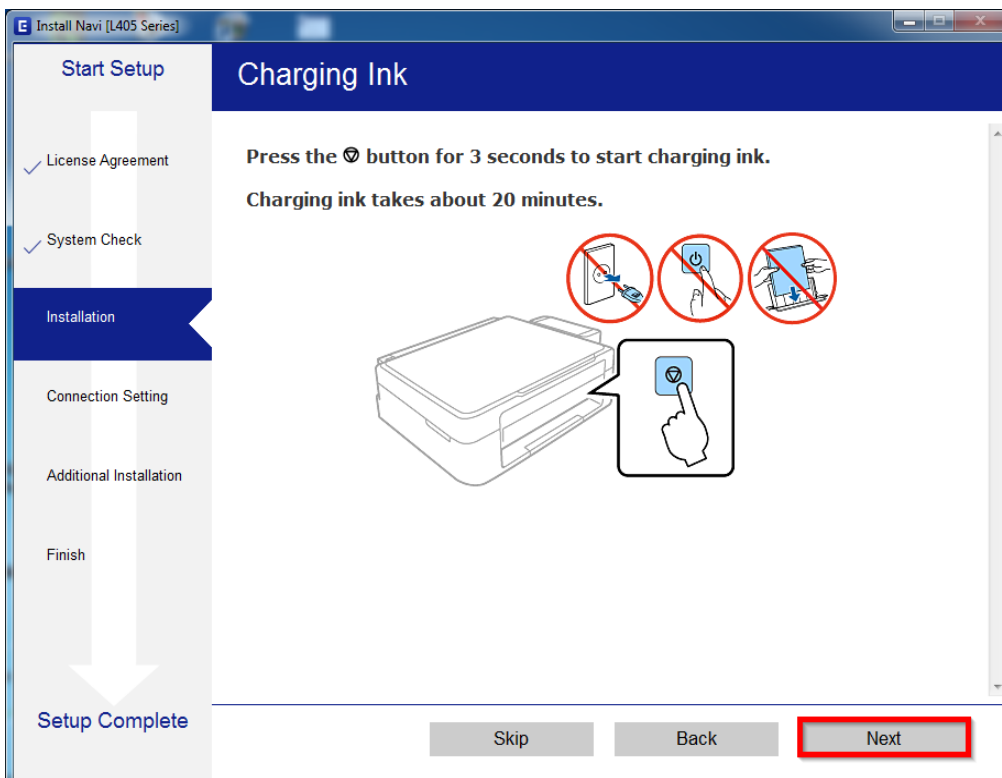 E Install Navi [L405 Series]
Start Setup
License Agreement
System Check
Installation
Connection Setting
Additional Installation
Finish
Setup Complete
Charging Ink
Press the button for 3 seconds to start charging ink.
Charging ink takes about 20 minutes.
Skip
Back
Next